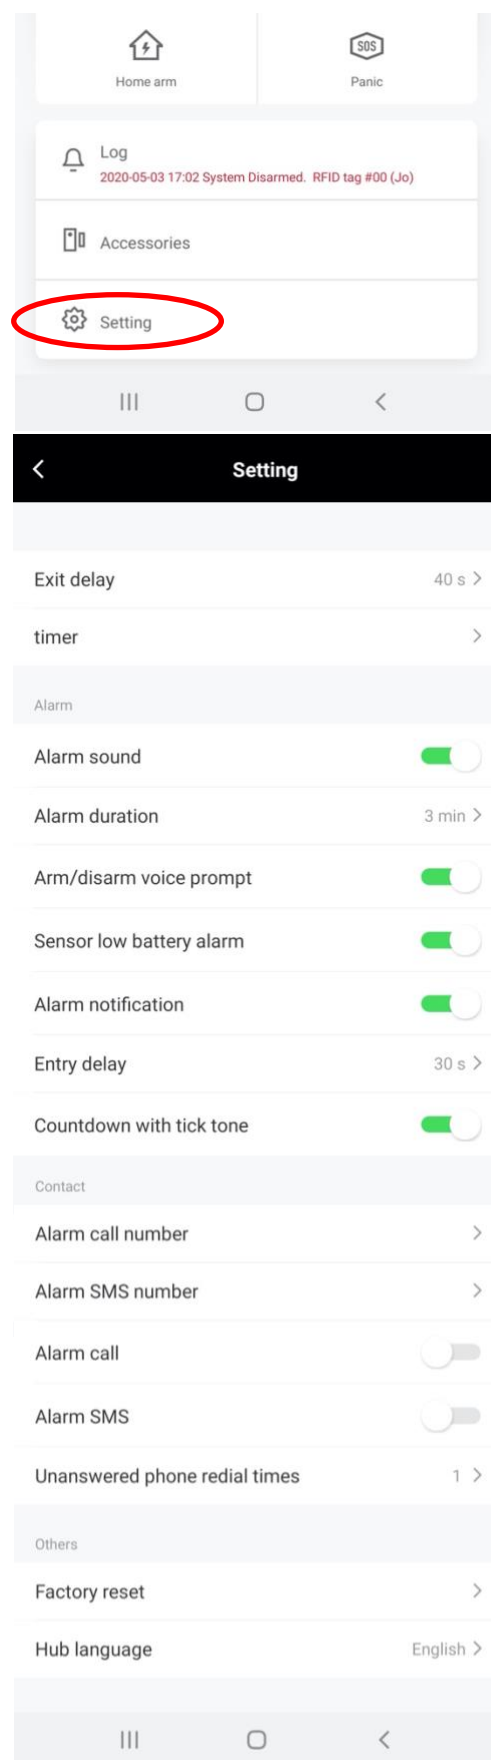 SOS
Home arm
Panic
Log
2020-05-03 17:02 System Disarmed. RFID tag #00 (Jo)
Accessories
Setting
Setting
Exit delay 40 s
timer
Alarm
Alarm sound
Alarm duration 3 min
Arm/disarm voice prompt
Sensor low battery alarm
Alarm notification
Entry delay 30 s
Countdown with tick tone
Contact
Alarm call number
Alarm SMS number
Alarm call
Alarm SMS
Unanswered phone redial times 1
Others
Factory reset
Hub language English